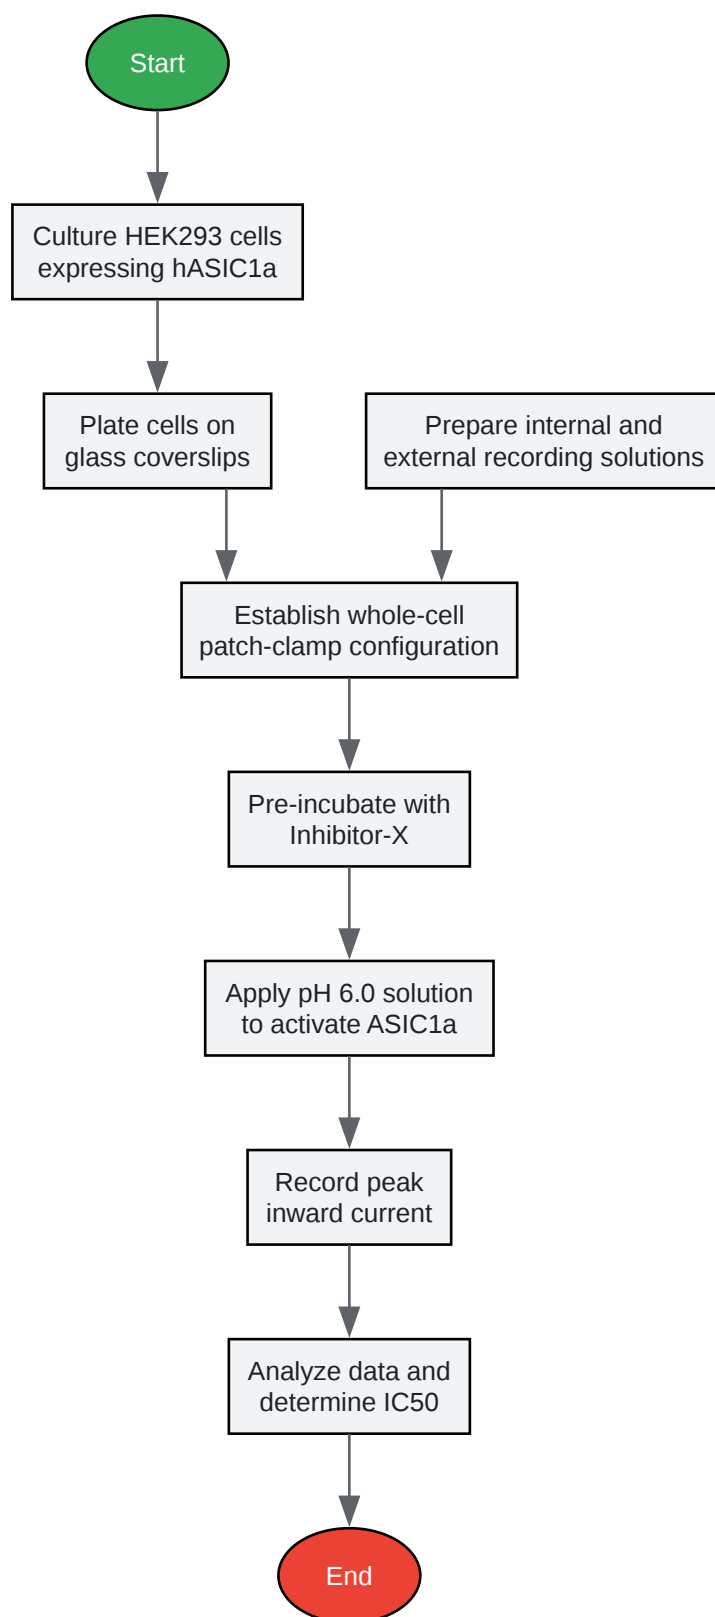 Start
Culture HEK293 cells
expressing hASIC1a
Plate cells on
glass coverslips
Prepare internal and
external recording solutions
Establish whole-cell
patch-clamp configuration
Pre-incubate with
Inhibitor-X
Apply pH 6.0 solution
to activate ASIC1a
Record peak
inward current
Analyze data and
determine IC50
End